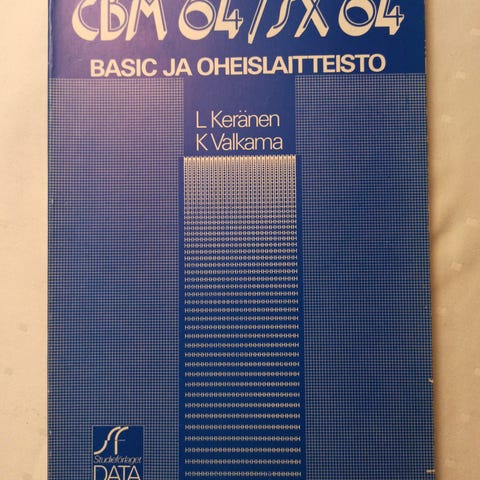 CBM 64/SX 64
BASIC JA OHEISLAITTEISTO
L Keränen
K Valkama
Studieförlaget
DATA